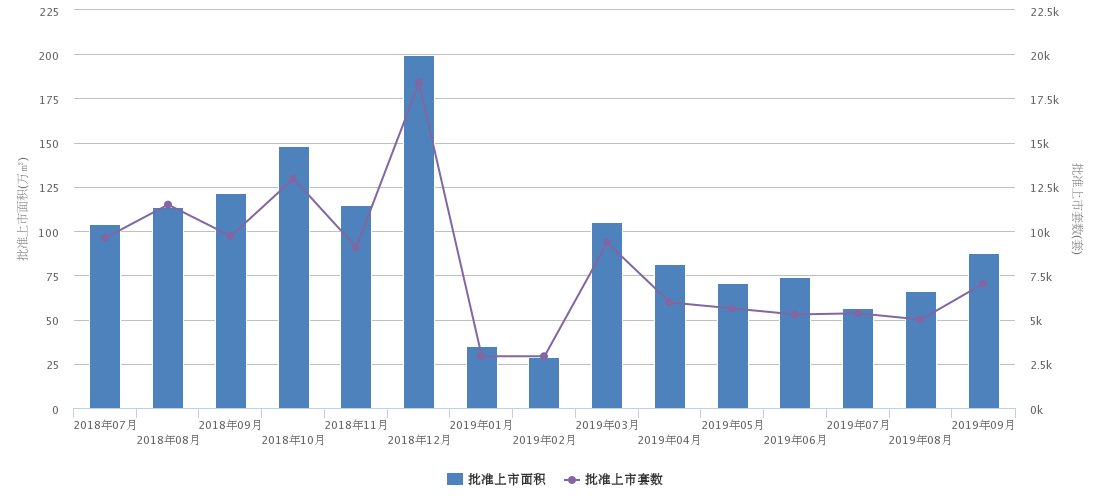 225
200
175
150
125
100
75
50
25
0
22.5k
20k
17.5k
15k
12.5k
10k
7.5k
5k
2.5k
0k
批准上市面积(万㎡)
批准上市套数(套)
2018年07月
2018年08月
2018年09月
2018年10月
2018年11月
2018年12月
2019年01月
2019年02月
2019年03月
2019年04月
2019年05月
2019年06月
2019年07月
2019年08月
2019年09月
批准上市面积
批准上市套数